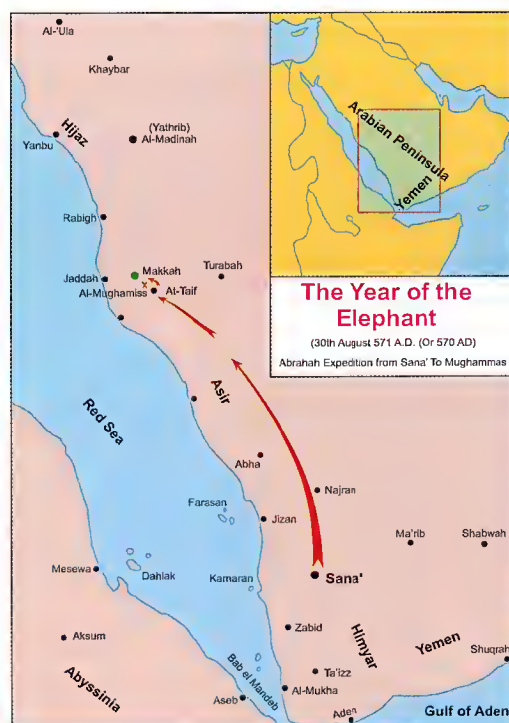 Al-'Ula
Khaybar
Hijaz
(Yathrib)
Al-Madinah
Yanbu
Rabigh
Jaddah
Makkah
Al-Mughamiss
At-Taif
Turabah
Arabian Peninsula
Yemen
The Year of the
Elephant
(30th August 571 A.D. (Or 570 AD)
Abrahah Expedition from Sana' To Mughammas
Asir
Red Sea
Abha
Najran
Farasan
Jizan
Ma'rib
Shabwah
Mesewa
Dahlak
Kamaran
Sana'
Aksum
Zabid
Himyar
Yemen
Shuqrah
Bab el Mandeb
Ta'izz
Abyssinia
Aseb
Al-Mukha
Aden
Gulf of Aden